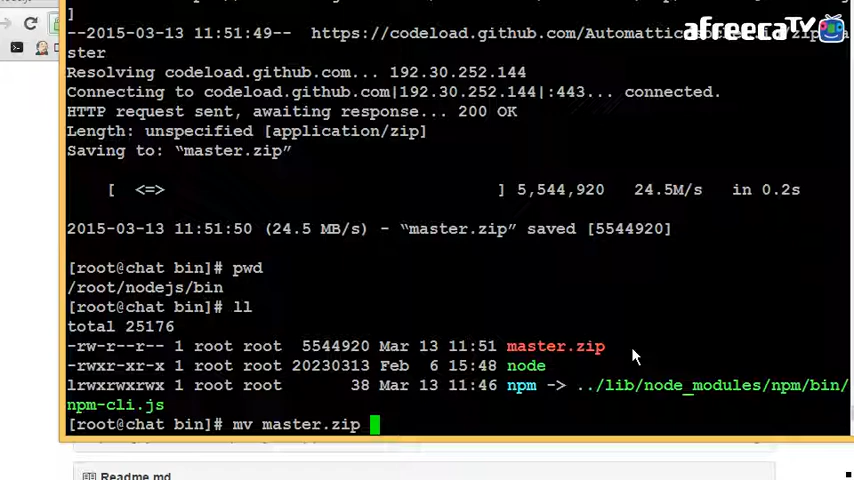 ]
afreecaTV
--2015-03-13 11:51:49--  https://codeload.github.com/Automattic
ster
Resolving codeload.github.com... 192.30.252.144
Connecting to codeload.github.com|192.30.252.144|:443... connected.
HTTP request sent, awaiting response... 200 OK
Length: unspecified [application/zip]
Saving to: “master.zip”
[ <=> ] 5,544,920 24.5M/s in 0.2s
2015-03-13 11:51:50 (24.5 MB/s) - “master.zip” saved [5544920]
[root@chat bin]# pwd
/root/nodejs/bin
[root@chat bin]# ll
total 25176
-rw-r--r-- 1 root root  5544920 Mar 13 11:51 master.zip
-rwxr-xr-x 1 root root 20230313 Feb  6 15:48 node
lrwxrwxrwx 1 root root       38 Mar 13 11:46 npm -> ../lib/node_modules/npm/bin/
npm-cli.js
[root@chat bin]# mv master.zip
Readme.md